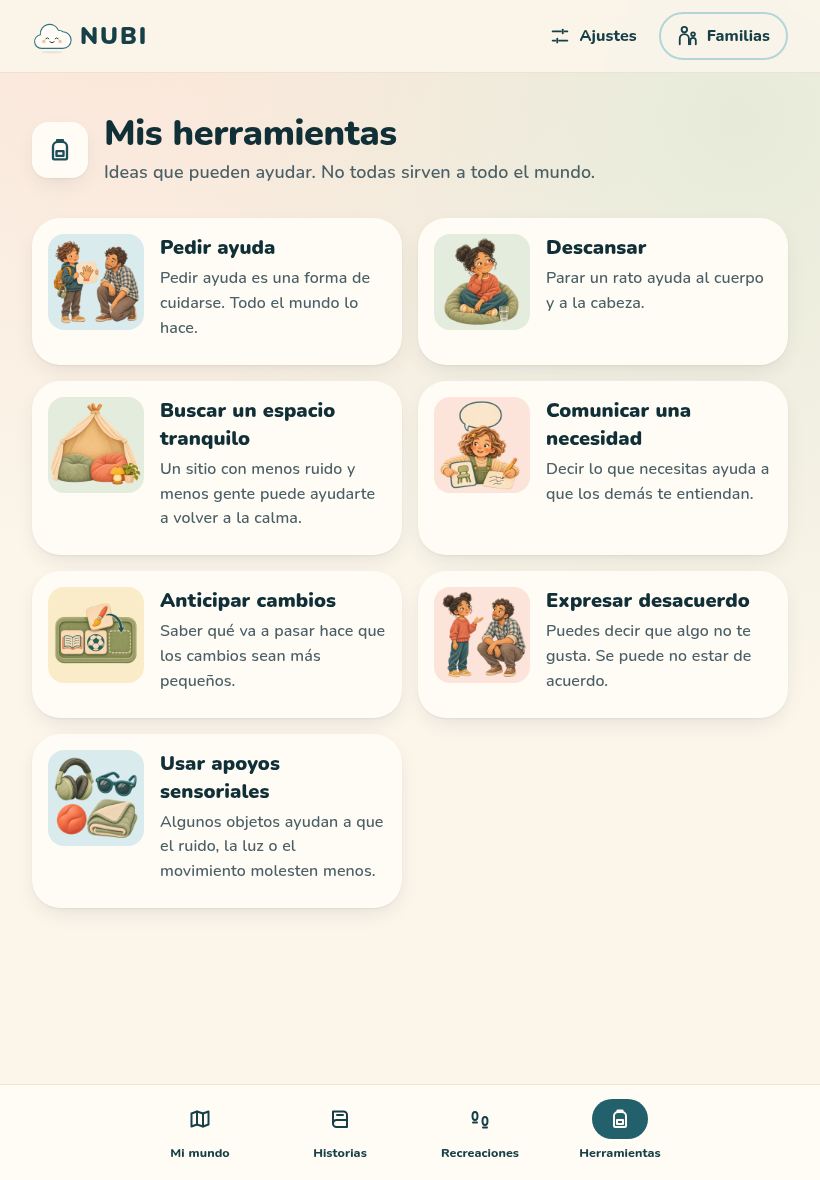 NUBI
Ajustes
Familias
Mis herramientas
Ideas que pueden ayudar. No todas sirven a todo el mundo.
Pedir ayuda
Pedir ayuda es una forma de
cuidarse. Todo el mundo lo
hace.
Descansar
Parar un rato ayuda al cuerpo
y a la cabeza.
Buscar un espacio
tranquilo
Un sitio con menos ruido y
menos gente puede ayudarte
a volver a la calma.
Comunicar una
necesidad
Decir lo que necesitas ayuda a
que los demás te entiendan.
Anticipar cambios
Saber qué va a pasar hace que
los cambios sean más
pequeños.
Expresar desacuerdo
Puedes decir que algo no te
gusta. Se puede no estar de
acuerdo.
Usar apoyos
sensoriales
Algunos objetos ayudan a que
el ruido, la luz o el
movimiento molesten menos.
Mi mundo
Historias
Recreaciones
Herramientas